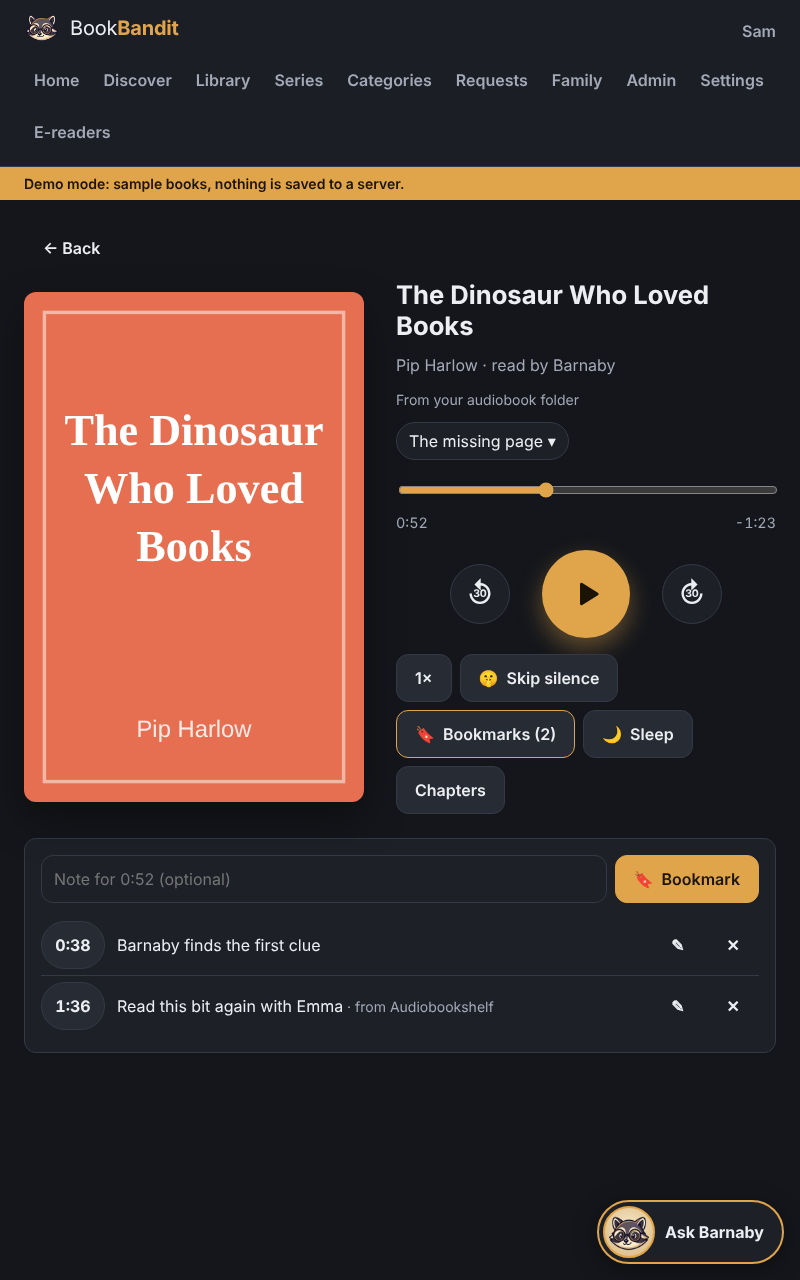 BookBandit
Sam
Home Discover Library Series Categories Requests Family Admin Settings
E-readers
Demo mode: sample books, nothing is saved to a server.
← Back
The Dinosaur
Who Loved
Books
Pip Harlow
The Dinosaur Who Loved
Books
Pip Harlow · read by Barnaby
From your audiobook folder
The missing page ▾
0:52 -1:23
30 30
1× 🤫 Skip silence
🔖 Bookmarks (2) 🌙 Sleep
Chapters
Note for 0:52 (optional) 🔖 Bookmark
0:38 Barnaby finds the first clue ✎ ✕
1:36 Read this bit again with Emma · from Audiobookshelf ✎ ✕
Ask Barnaby